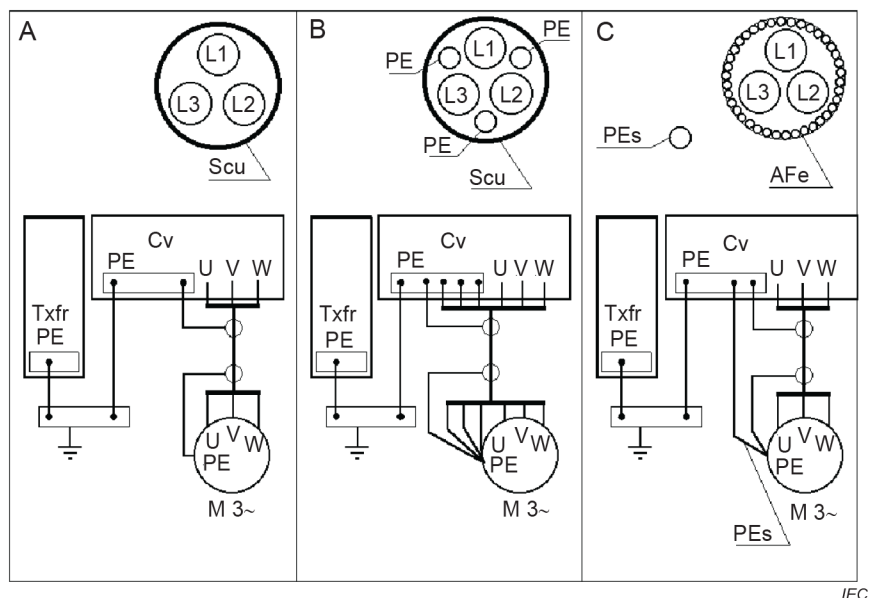 A
L1
L3 L2
Scu
Cv
PE U V W
Txfr
PE
U V W
PE
M 3~
B
PE
PE
L1
L3 L2
PE
Scu
Cv
PE U V W
Txfr
PE
U V W
PE
M 3~
C
L1
L3 L2
PEs
AFe
Cv
PE U V W
Txfr
PE
U V W
PE
M 3~
PEs
IEC